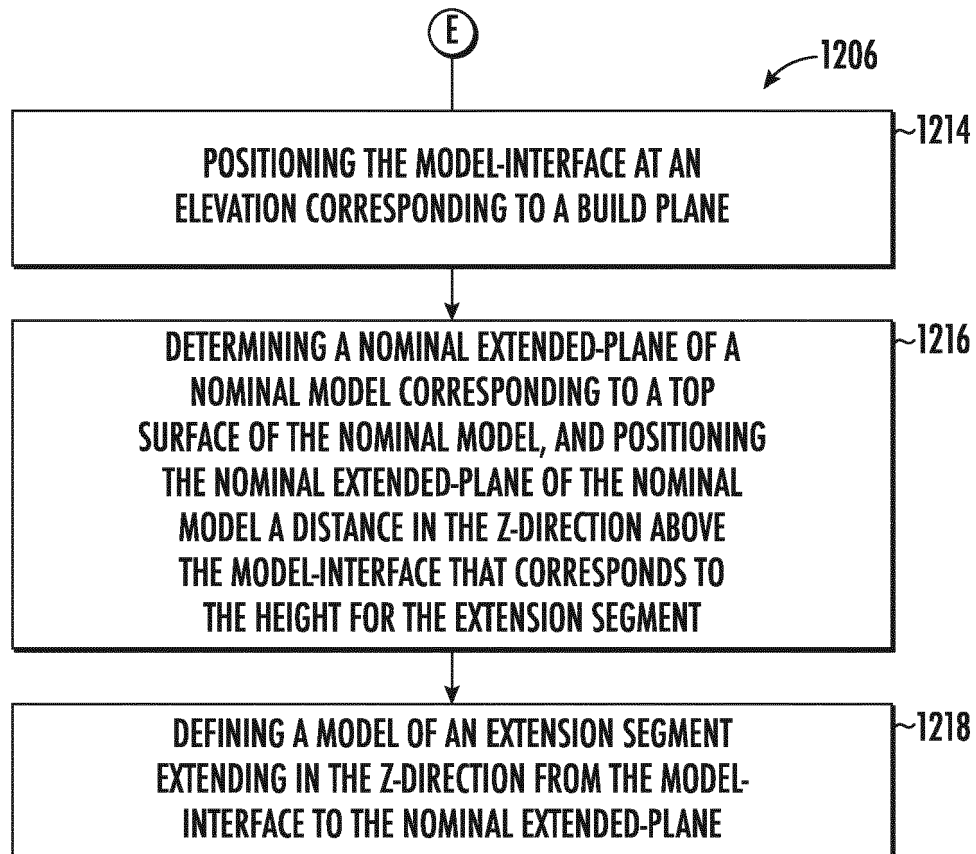 E
1206
1214
POSITIONING THE MODEL-INTERFACE AT AN
ELEVATION CORRESPONDING TO A BUILD PLANE
1216
DETERMINING A NOMINAL EXTENDED-PLANE OF A
NOMINAL MODEL CORRESPONDING TO A TOP
SURFACE OF THE NOMINAL MODEL, AND POSITIONING
THE NOMINAL EXTENDED-PLANE OF THE NOMINAL
MODEL A DISTANCE IN THE Z-DIRECTION ABOVE
THE MODEL-INTERFACE THAT CORRESPONDS TO
THE HEIGHT FOR THE EXTENSION SEGMENT
1218
DEFINING A MODEL OF AN EXTENSION SEGMENT
EXTENDING IN THE Z-DIRECTION FROM THE MODEL-
INTERFACE TO THE NOMINAL EXTENDED-PLANE